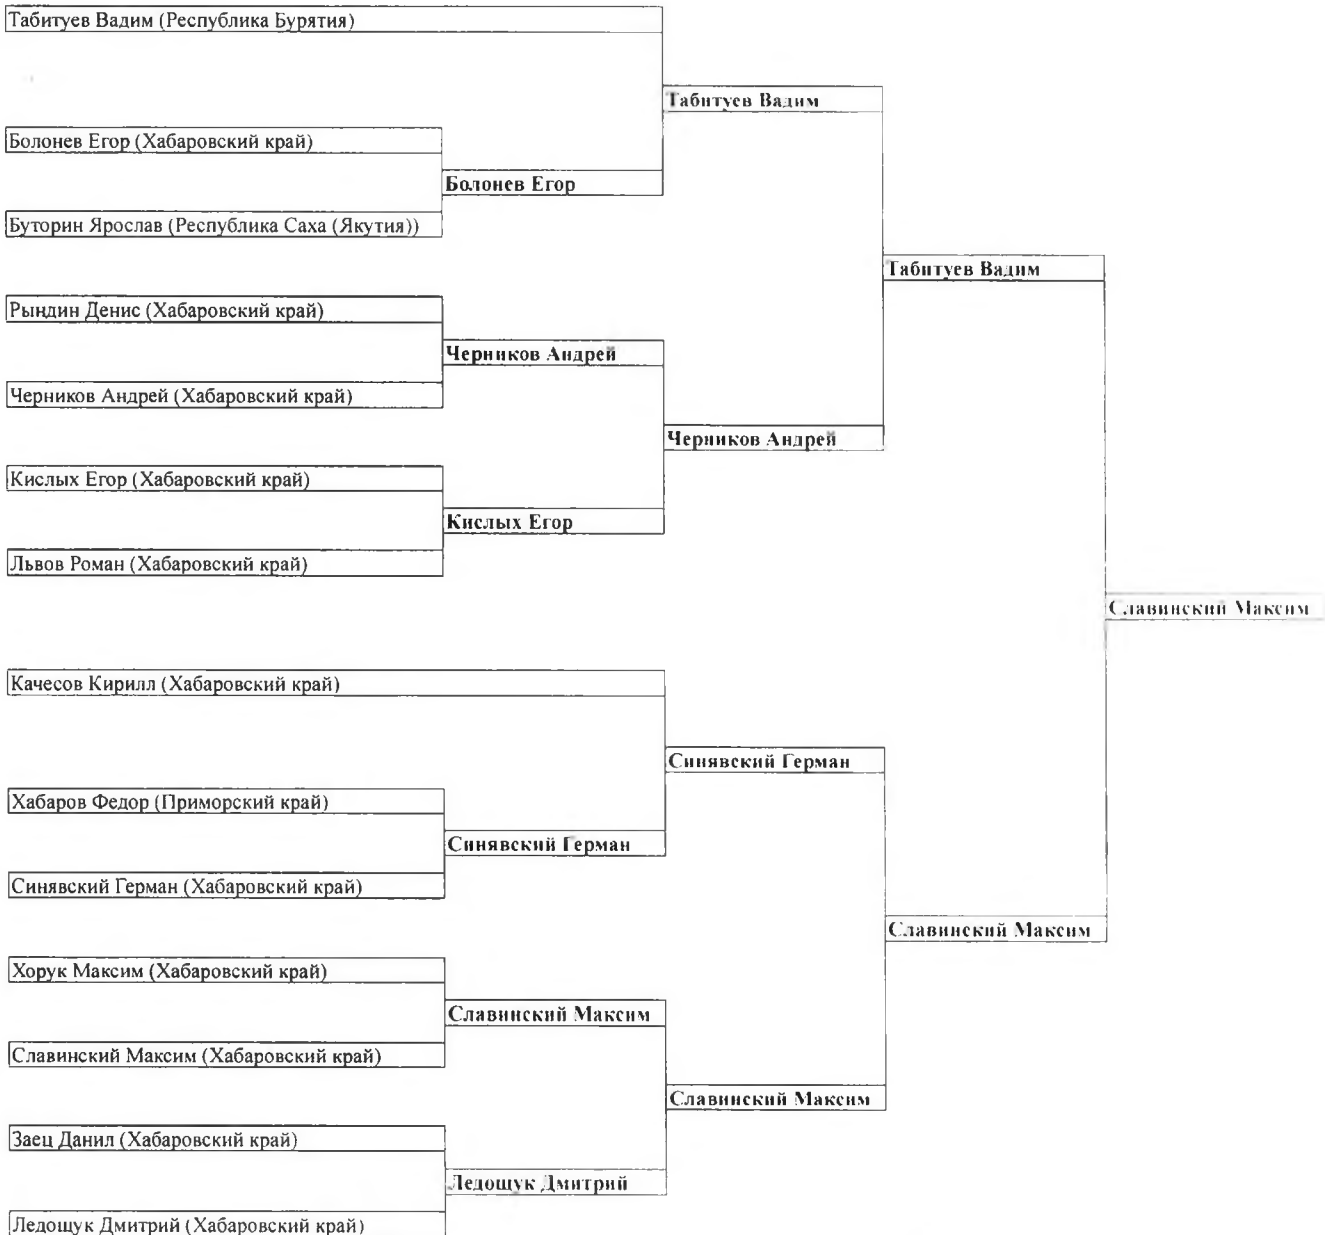 Табитуев Вадим (Республика Бурятия)
Табитуев Вадим
Болонев Егор (Хабаровский край)
Болонев Егор
Буторин Ярослав (Республика Саха (Якутия))
Табитуев Вадим
Рындин Денис (Хабаровский край)
Черников Андрей
Черников Андрей (Хабаровский край)
Черников Андрей
Кислых Егор (Хабаровский край)
Кислых Егор
Львов Роман (Хабаровский край)
Славинский Максим
Качесов Кирилл (Хабаровский край)
Синявский Герман
Хабаров Федор (Приморский край)
Синявский Герман
Синявский Герман (Хабаровский край)
Славинский Максим
Хорук Максим (Хабаровский край)
Славинский Максим
Славинский Максим (Хабаровский край)
Славинский Максим
Заец Данил (Хабаровский край)
Ледощук Дмитрий
Ледощук Дмитрий (Хабаровский край)